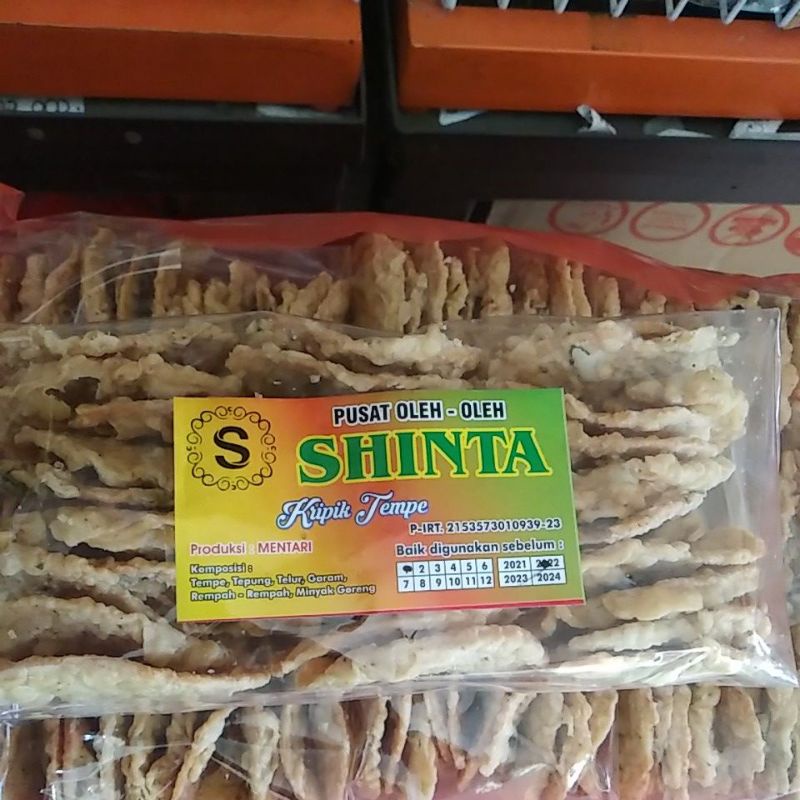 S
PUSAT OLEH - OLEH
SHINTA
Kripik Tempe
P-IRT. 2153573010939-23
Produksi : MENTARI
Baik digunakan sebelum :
Komposisi :
Tempe, Tepung, Telur, Garam,
Rempah - Rempah, Minyak Goreng
2 3 4 5 6 2021 2022
7 8 9 10 11 12 2023 2024